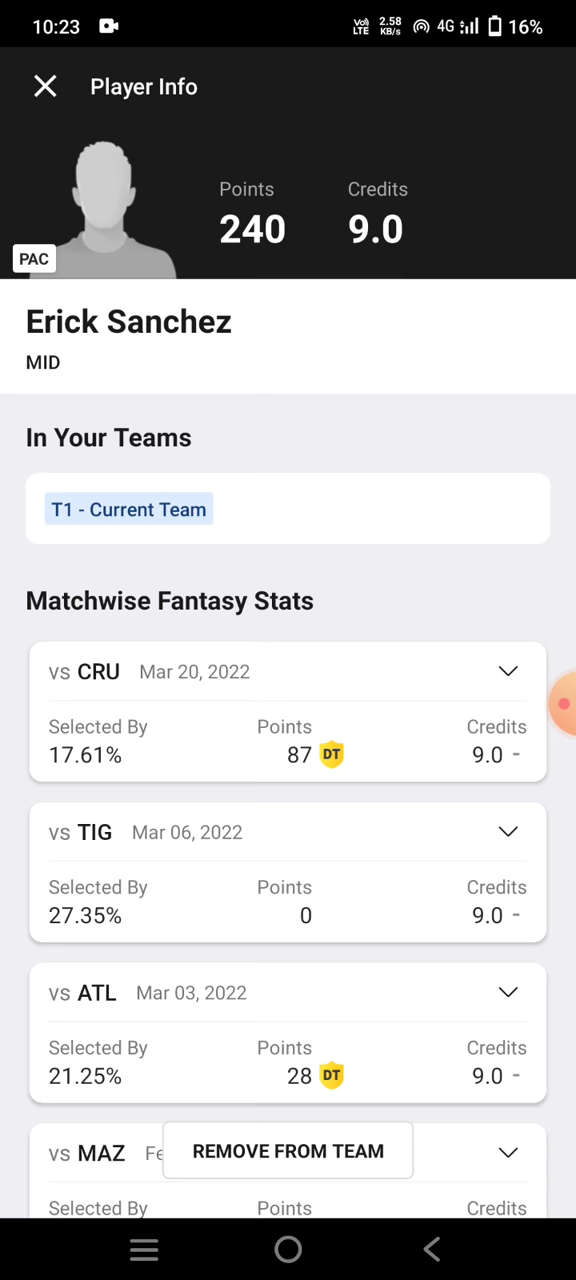 10:23 Vo) LTE 2.58 KB/s 4G 16%
Player Info
Points Credits
240 9.0
PAC
Erick Sanchez
MID
In Your Teams
T1 - Current Team
Matchwise Fantasy Stats
vs CRU Mar 20, 2022
Selected By Points Credits
17.61% 87 DT 9.0 -
vs TIG Mar 06, 2022
Selected By Points Credits
27.35% 0 9.0 -
vs ATL Mar 03, 2022
Selected By Points Credits
21.25% 28 DT 9.0 -
vs MAZ Fe
REMOVE FROM TEAM
Selected By Points Credits